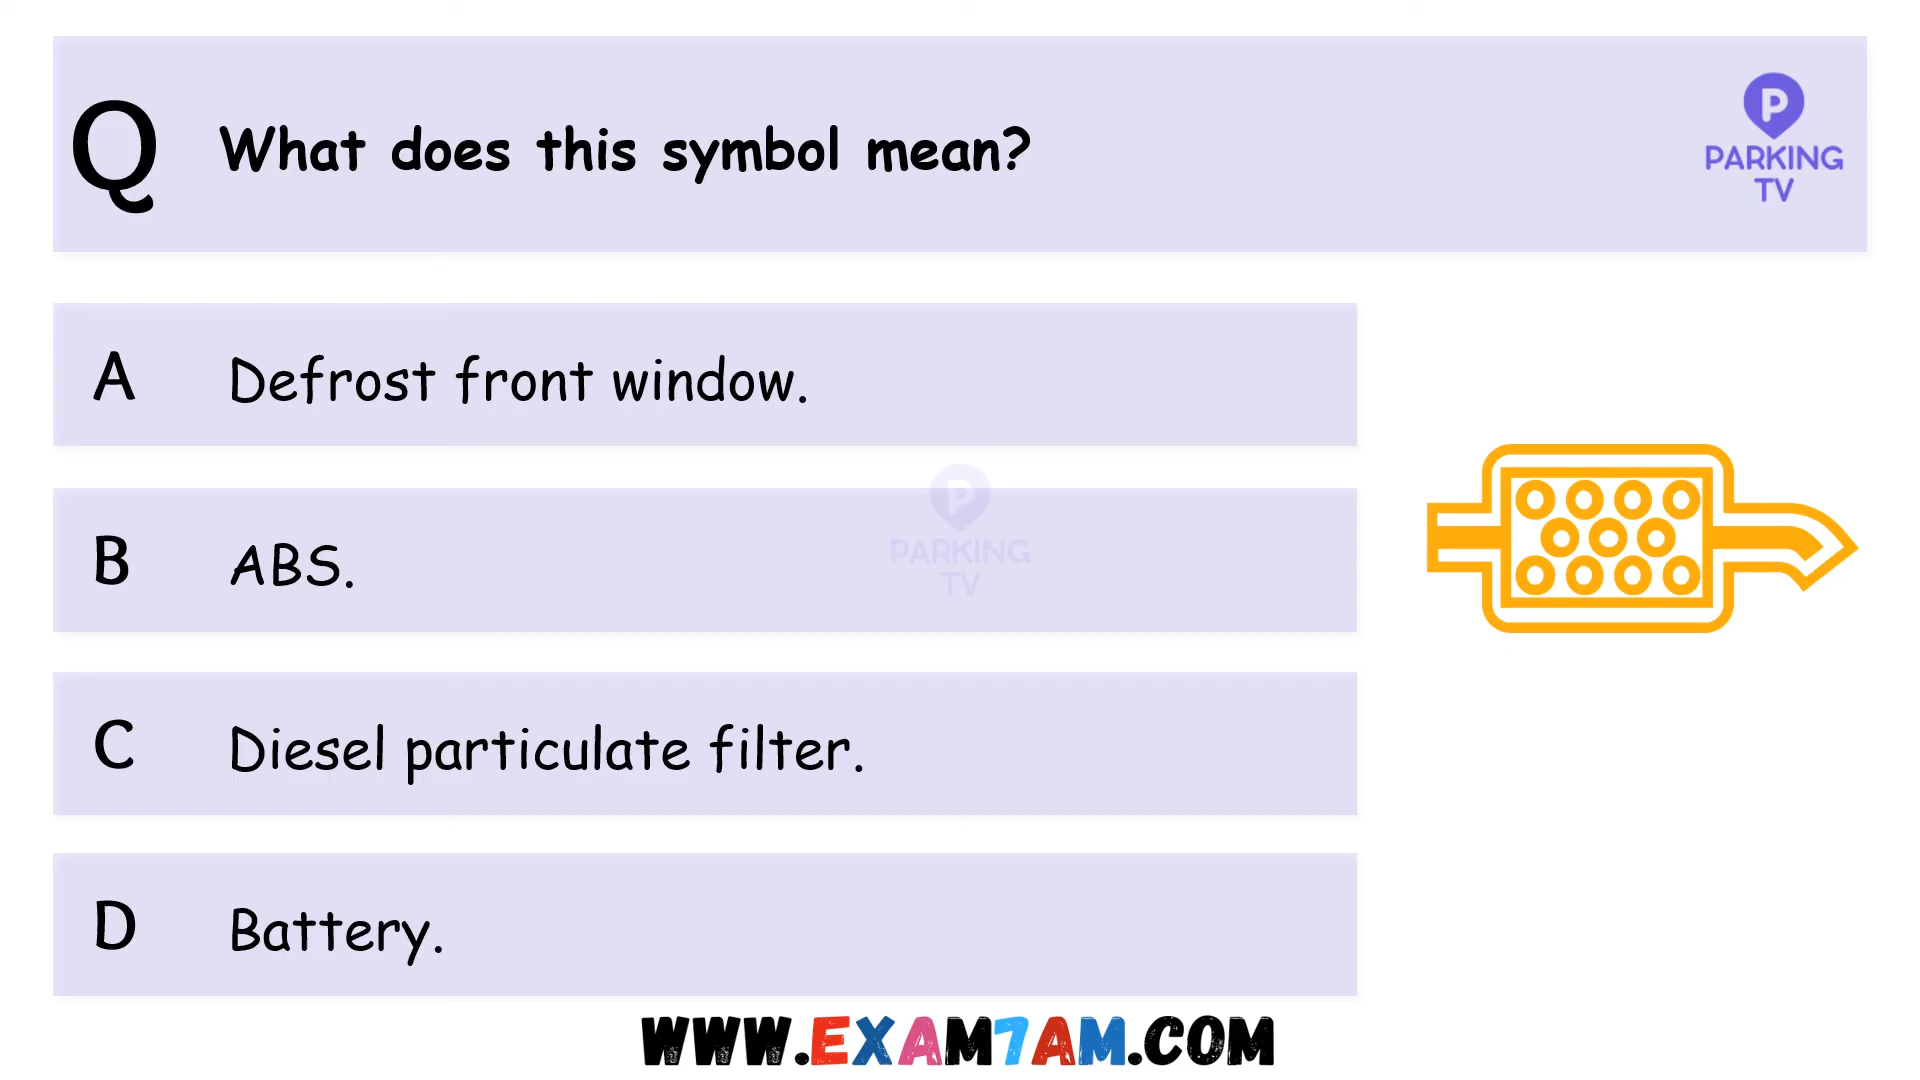 Q What does this symbol mean?
P
PARKING
TV
A Defrost front window.
B ABS.
P
PARKING
TV
C Diesel particulate filter.
D Battery.
WWW.EXAM7AM.COM